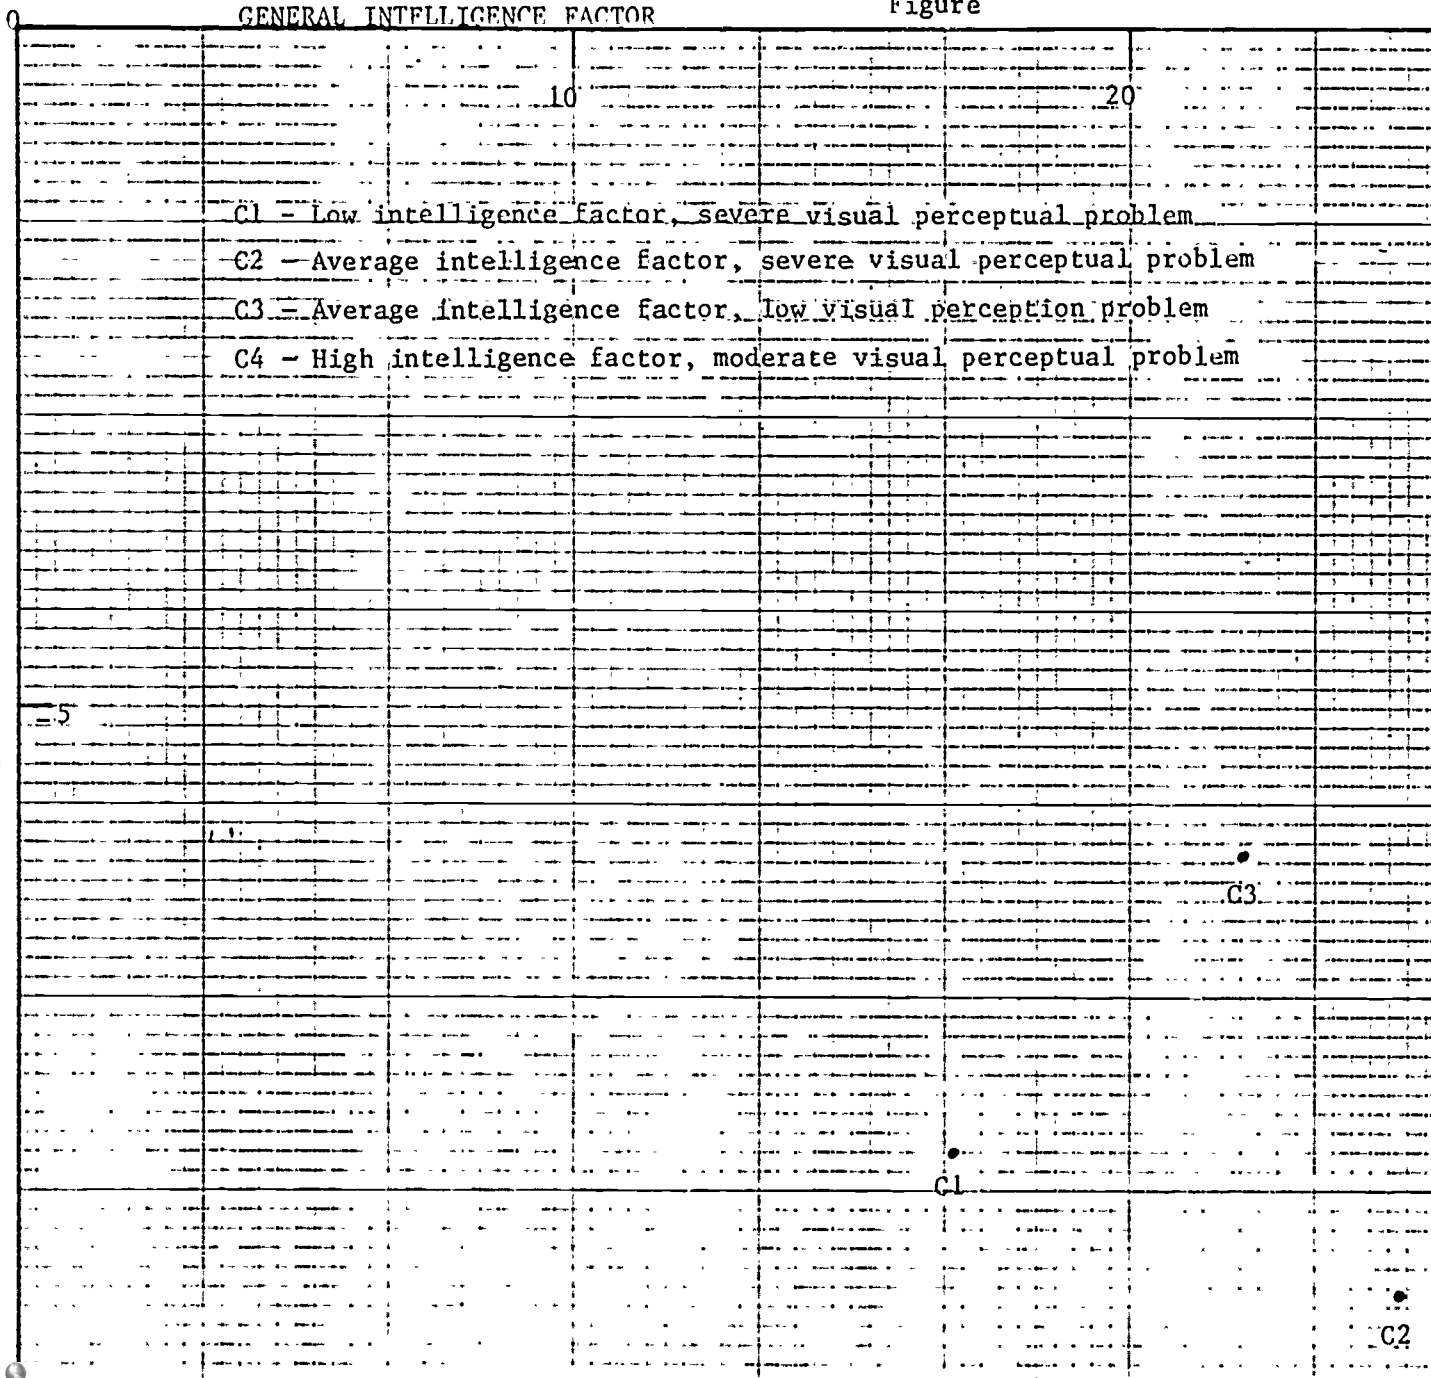 0 GENERAL INTELLIGENCE FACTOR Figure
10 20
C1 - Low intelligence factor, severe visual perceptual problem
C2 - Average intelligence factor, severe visual perceptual problem
C3 - Average intelligence factor, low visual perception problem
C4 - High intelligence factor, moderate visual perceptual problem
-5
C3
C1
C2